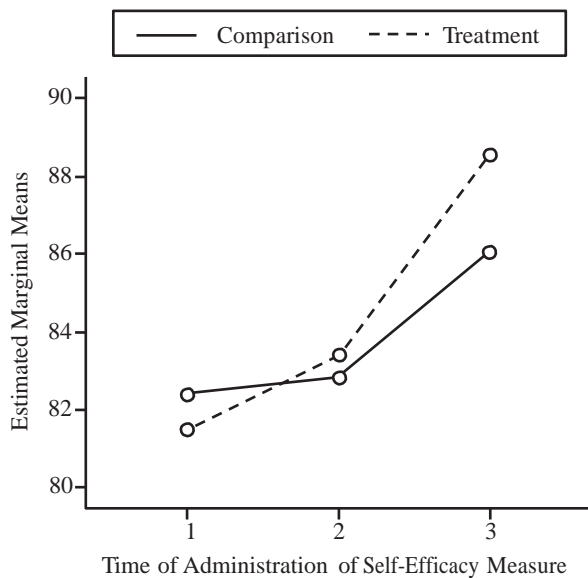 Comparison Treatment
90
88
86
84
82
80
Estimated Marginal Means
1 2 3
Time of Administration of Self-Efficacy Measure